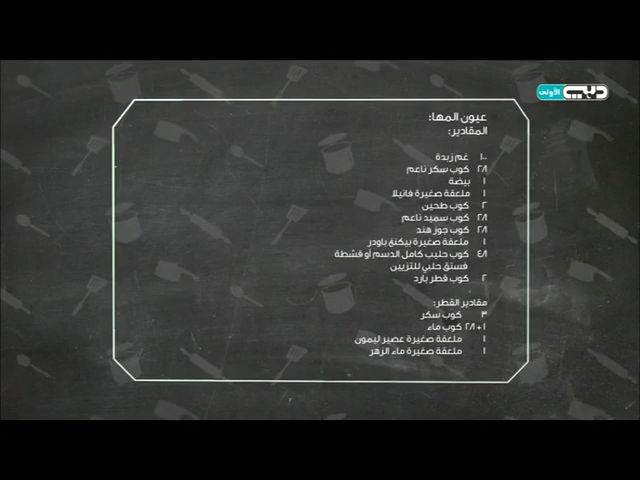 دبي
الأولى
عيون المها:
المقادير:
١٠٠ غم زبدة
٢/١ كوب سكر ناعم
١ بيضة
١ ملعقة صغيرة فانيلا
٢ كوب طحين
٢/١ كوب سميد ناعم
٢/١ كوب جوز هند
١ ملعقة صغيرة بيكنغ باودر
٤/١ كوب حليب كامل الدسم أو قشطة
فستق حلبي للتزيين
٢ كوب قطر بارد
مقادير القطر:
٣ كوب سكر
١ + ٢/١ كوب ماء
١ ملعقة صغيرة عصير ليمون
١ ملعقة صغيرة ماء الزهر